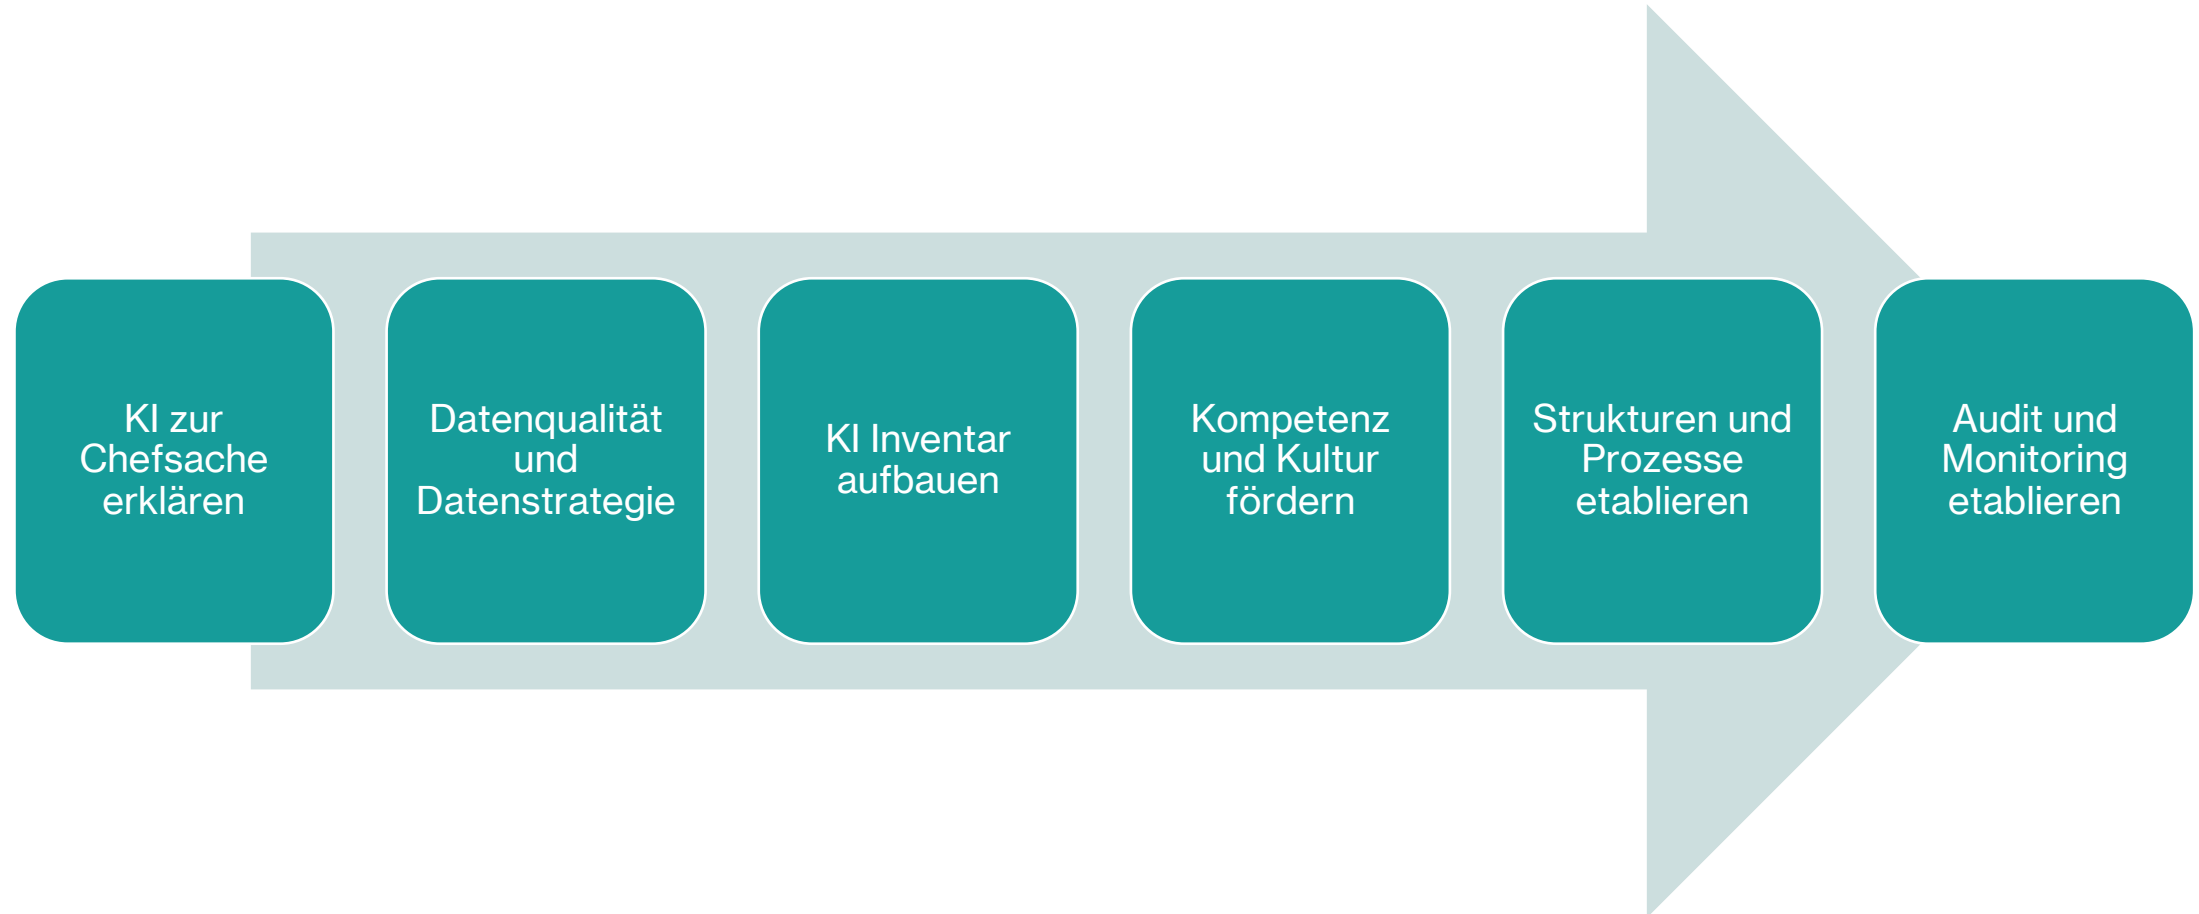 KI zur
Chefsache
erklären
Datenqualität
und
Datenstrategie
KI Inventar
aufbauen
Kompetenz
und Kultur
fördern
Strukturen und
Prozesse
etablieren
Audit und
Monitoring
etablieren